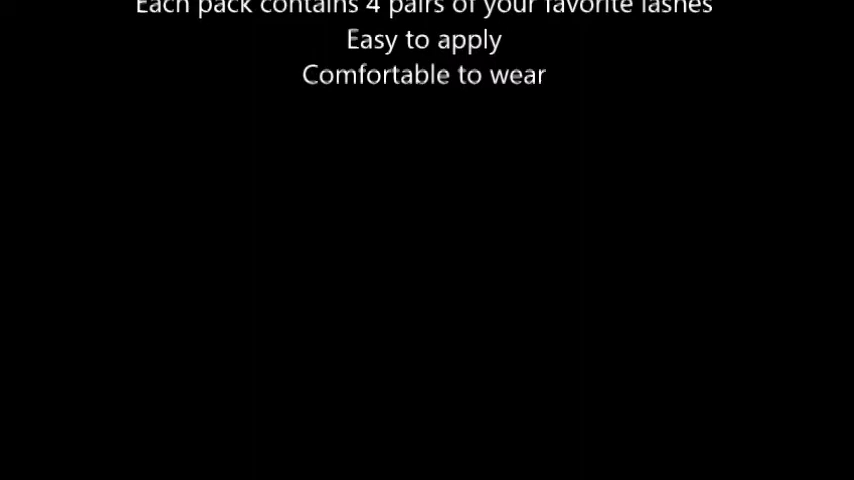 Each pack contains 4 pairs of your favorite lashes
Easy to apply
Comfortable to wear